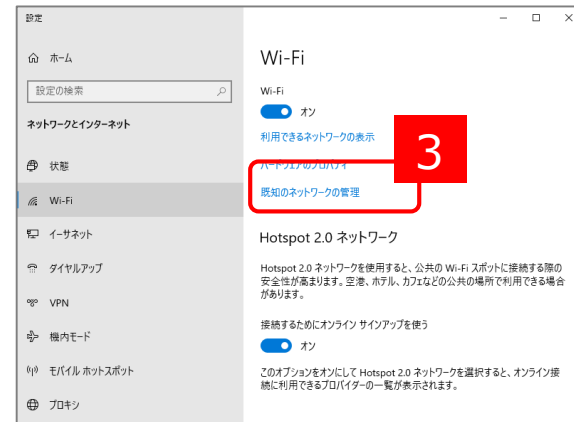 設定
ホーム
設定の検索
ネットワークとインターネット
状態
Wi-Fi
イーサネット
ダイヤルアップ
VPN
機内モード
モバイル ホットスポット
プロキシ
Wi-Fi
Wi-Fi
オン
利用できるネットワークの表示
ハードウェアのプロパティ
既知のネットワークの管理
3
Hotspot 2.0 ネットワーク
Hotspot 2.0 ネットワークを使用すると、公共の Wi-Fi スポットに接続する際の
安全性が高まります。空港、ホテル、カフェなどの公共の場所で利用できる場合
があります。
接続するためにオンライン サインアップを使う
オン
このオプションをオンにして Hotspot 2.0 ネットワークを選択すると、オンライン接
続に利用できるプロバイダーの一覧が表示されます。